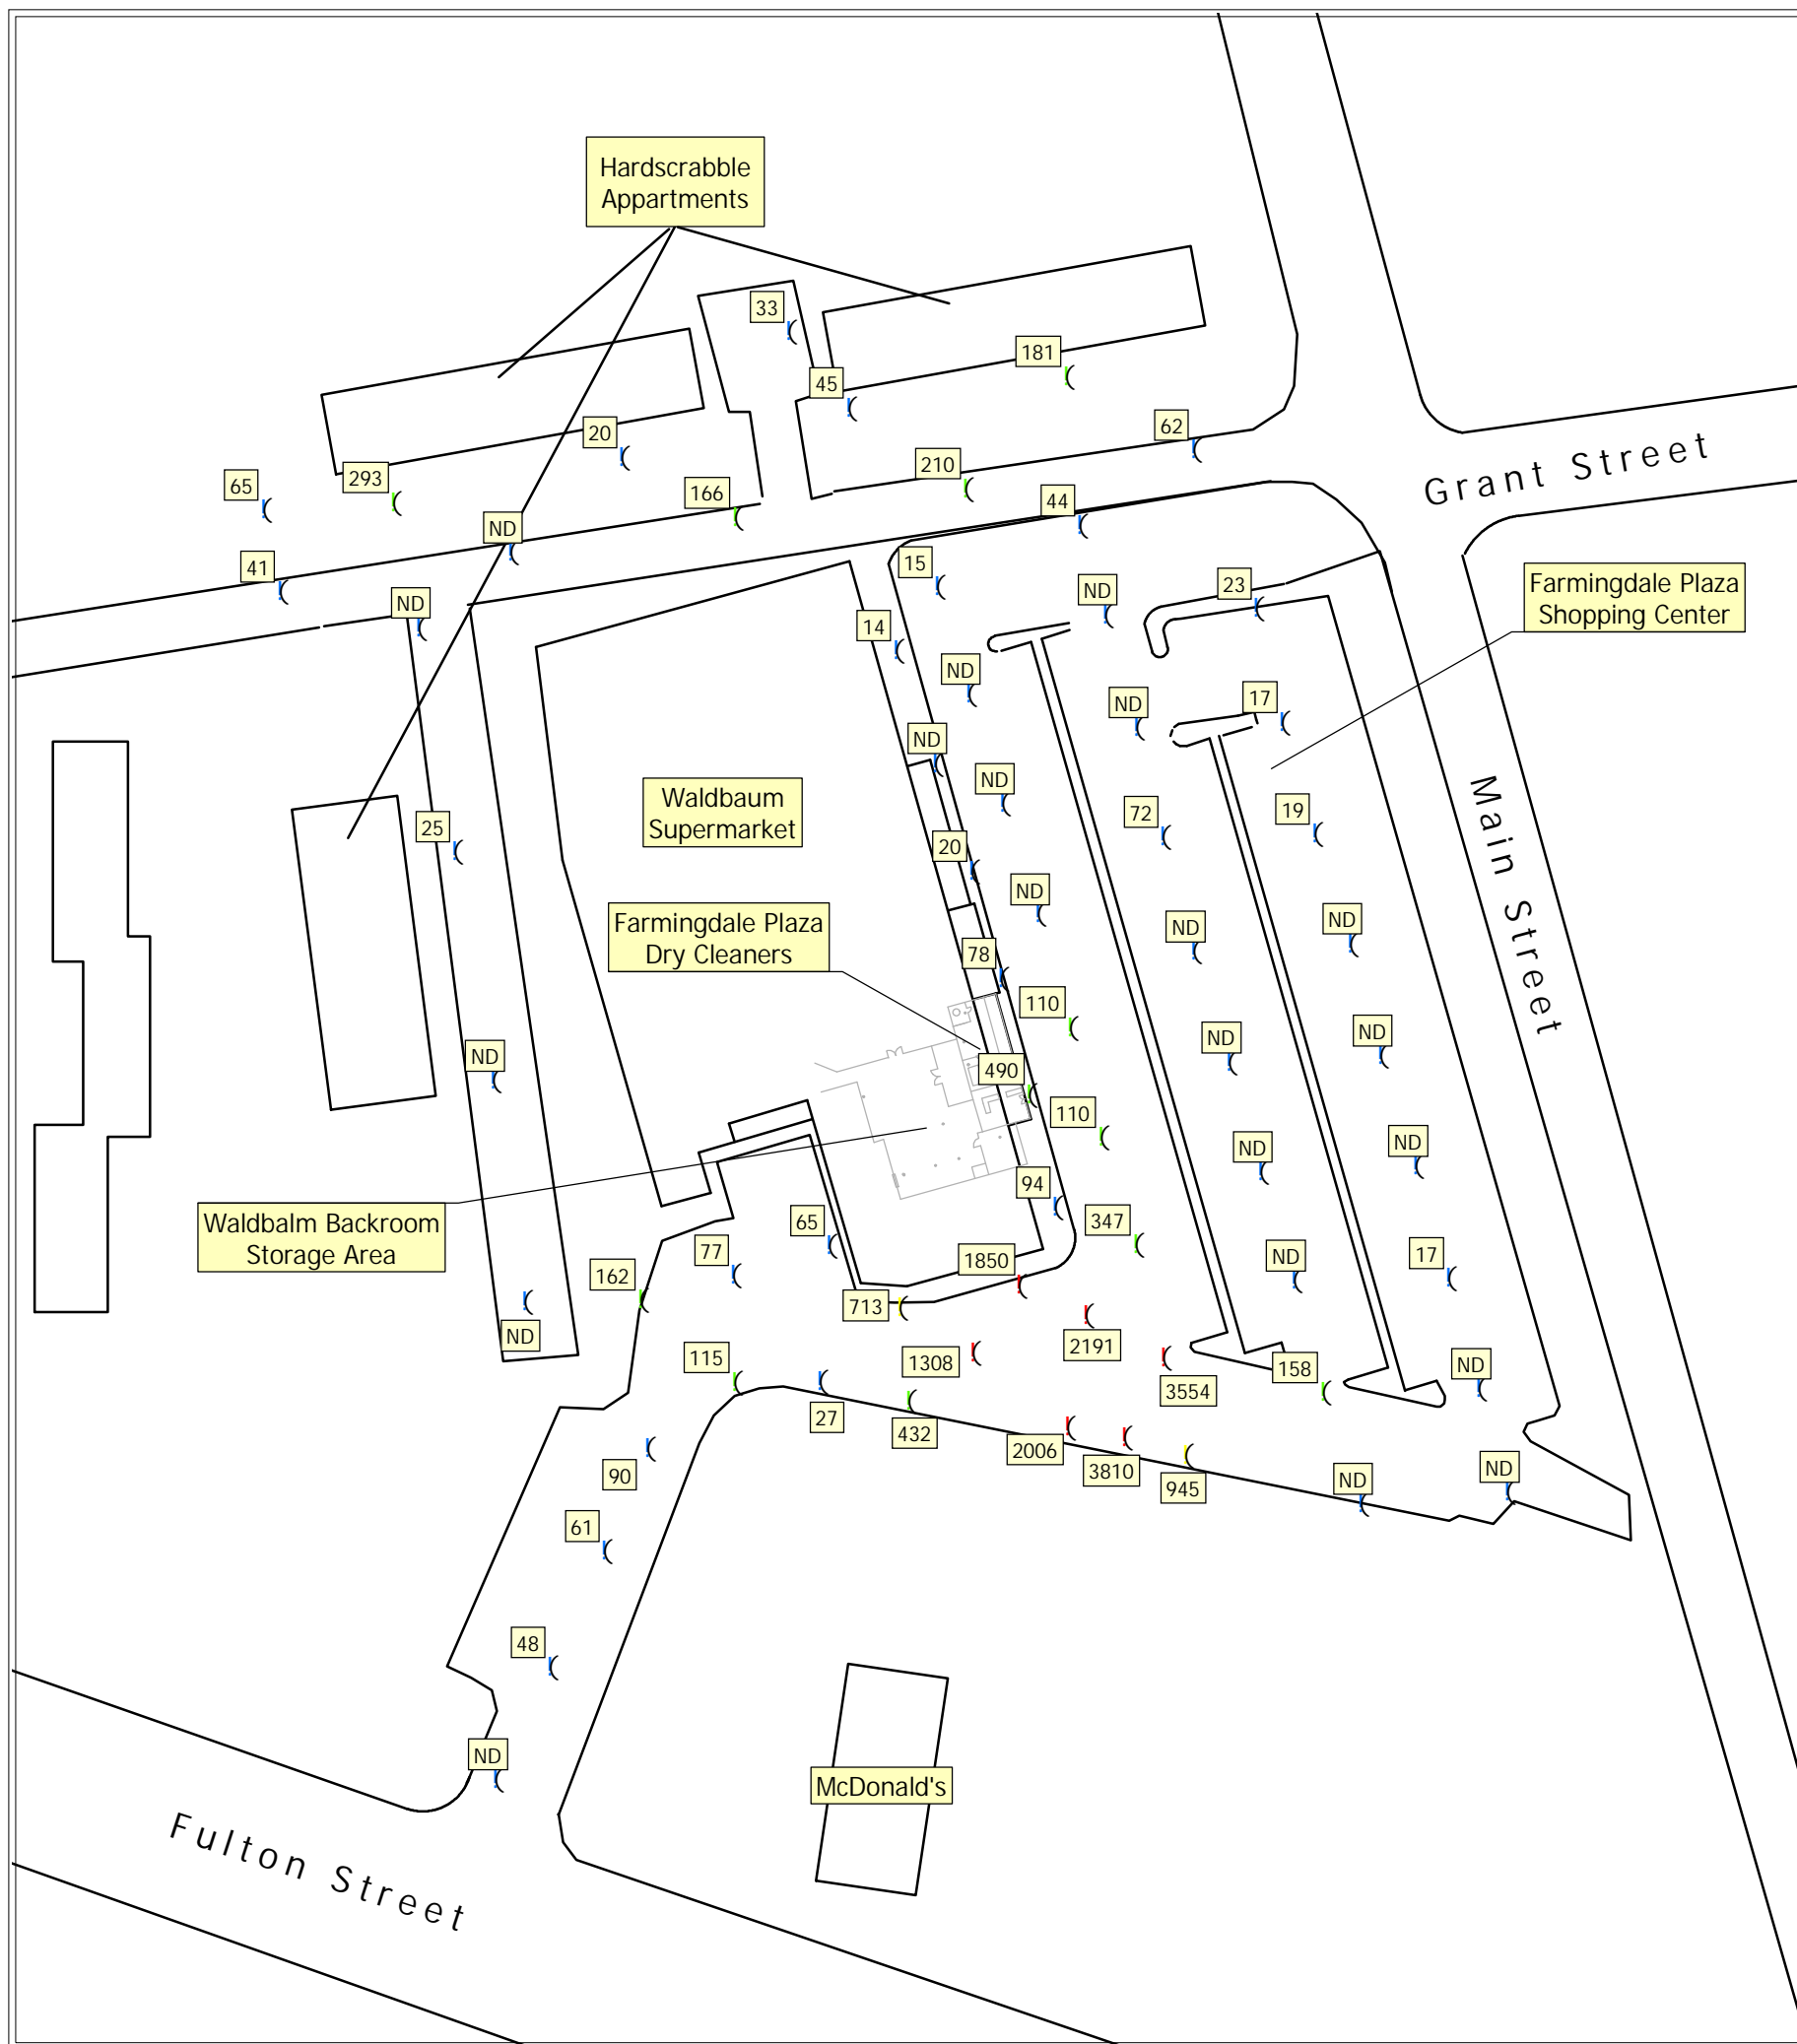 Hardscrabble
Appartments
33
181
45
62
20
210
293
65
166
44
ND
15
41
23
Grant Street
Farmingdale Plaza
Shopping Center
ND
ND
14
ND
17
ND
ND
ND
Waldbaum
Supermarket
72
19
25
20
Main Street
ND
Farmingdale Plaza
Dry Cleaners
ND
ND
78
110
ND
ND
ND
490
110
ND
ND
94
Waldbalm Backroom
Storage Area
65
347
77
1850
ND
17
162
713
ND
2191
115
1308
158
ND
3554
27
432
2006
3810
945
ND
ND
90
61
48
ND
McDonald's
Fulton Street